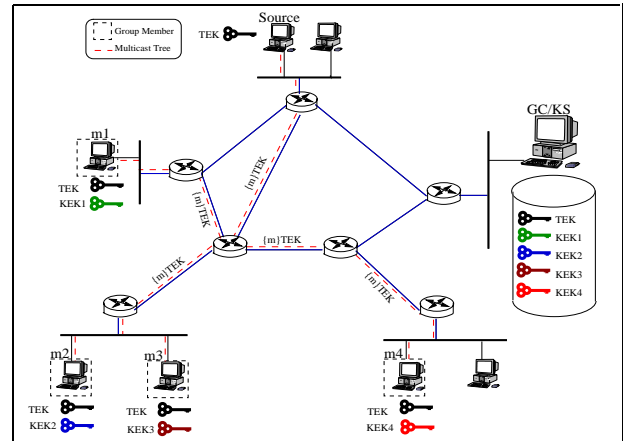 Group Member
Multicast Tree
TEK
Source
GC/KS
m1
TEK
KEK1
{m}TEK
{m}TEK
{m}TEK
{m}TEK
{m}TEK
TEK
KEK1
KEK2
KEK3
KEK4
m2
m3
m4
TEK
KEK2
TEK
KEK3
TEK
KEK4